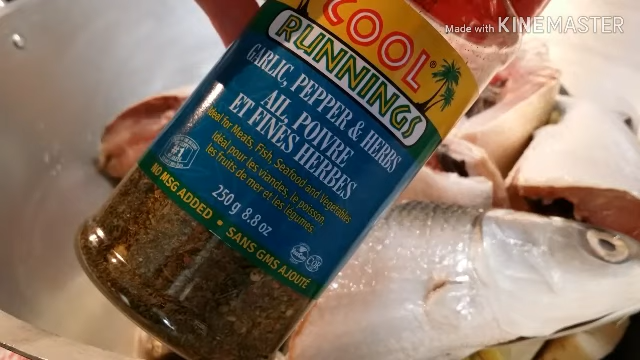 Made with KINEMASTER
COOL
RUNNINGS®
GARLIC, PEPPER & HERBS
AIL, POIVRE
ET FINES HERBES
Ideal for Meats, Fish, Seafood and Vegetables
Idéal pour les viandes, le poisson,
les fruits de mer et les légumes.
250 g 8.8 oz
NO MSG ADDED • SANS GMS AJOUTÉ
#1
COR